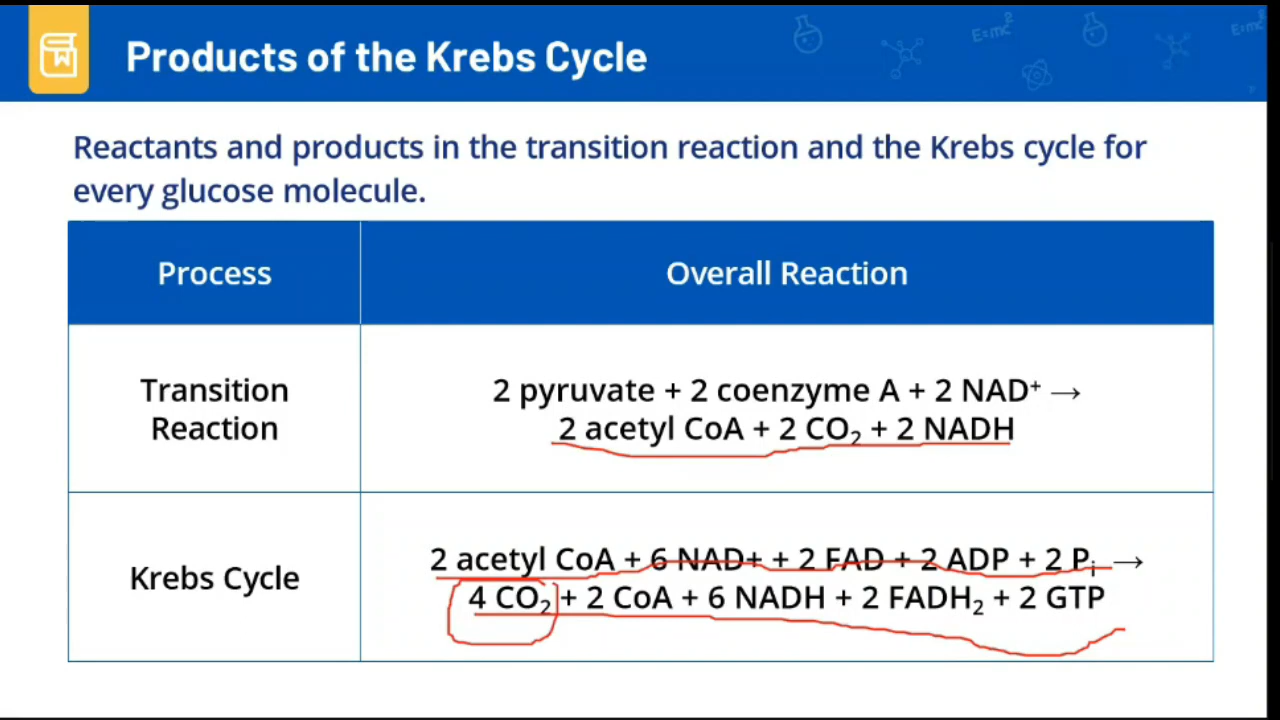 Products of the Krebs Cycle
E=mc²
E=mc
Reactants and products in the transition reaction and the Krebs cycle for
every glucose molecule.
Process
Overall Reaction
Transition
Reaction
2 pyruvate + 2 coenzyme A + 2 NAD⁺ →
2 acetyl CoA + 2 CO₂ + 2 NADH
Krebs Cycle
2 acetyl CoA + 6 NAD+ + 2 FAD + 2 ADP + 2 Pᵢ →
4 CO₂ + 2 CoA + 6 NADH + 2 FADH₂ + 2 GTP